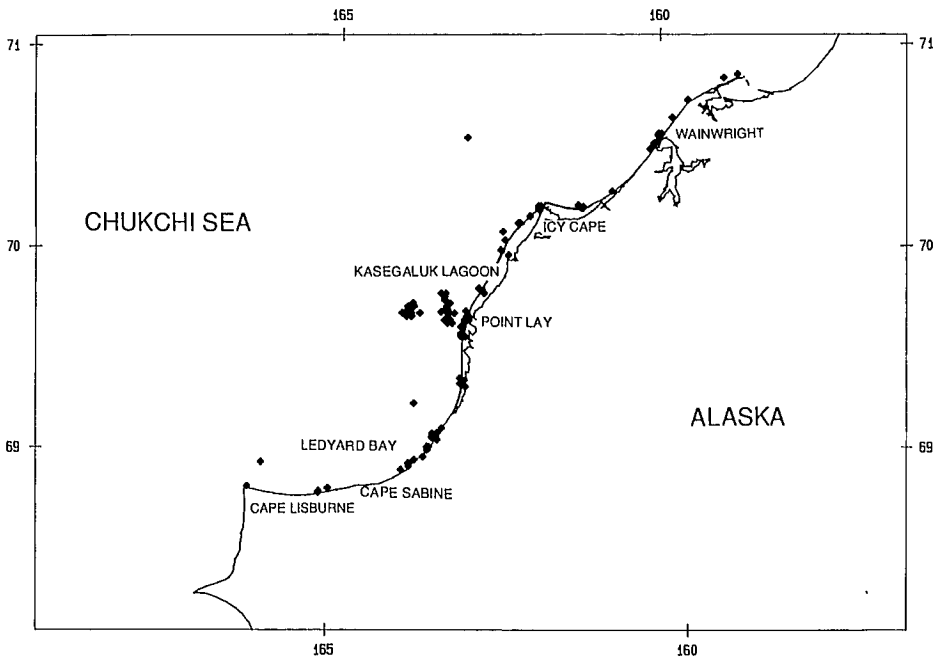 165 160
71 71
WAINWRIGHT
CHUKCHI SEA
ICY CAPE
70 70
KASEGALUK LAGOON
POINT LAY
ALASKA
69 LEDYARD BAY 69
CAPE SABINE
CAPE LISBURNE
165 160